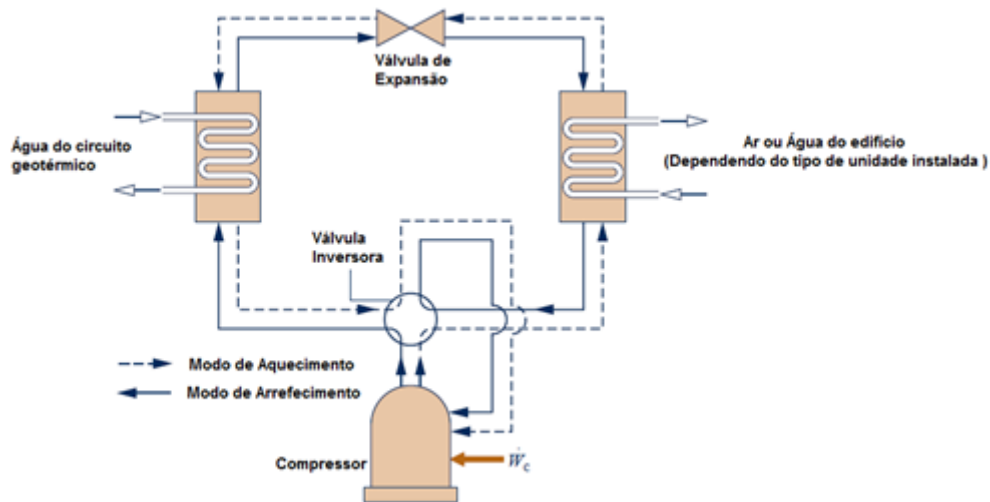 Válvula de
Expansão
Água do circuito
geotérmico
Ar ou Água do edifício
(Dependendo do tipo de unidade instalada )
Válvula
Inversora
Modo de Aquecimento
Modo de Arrefecimento
Compressor
Ẇc